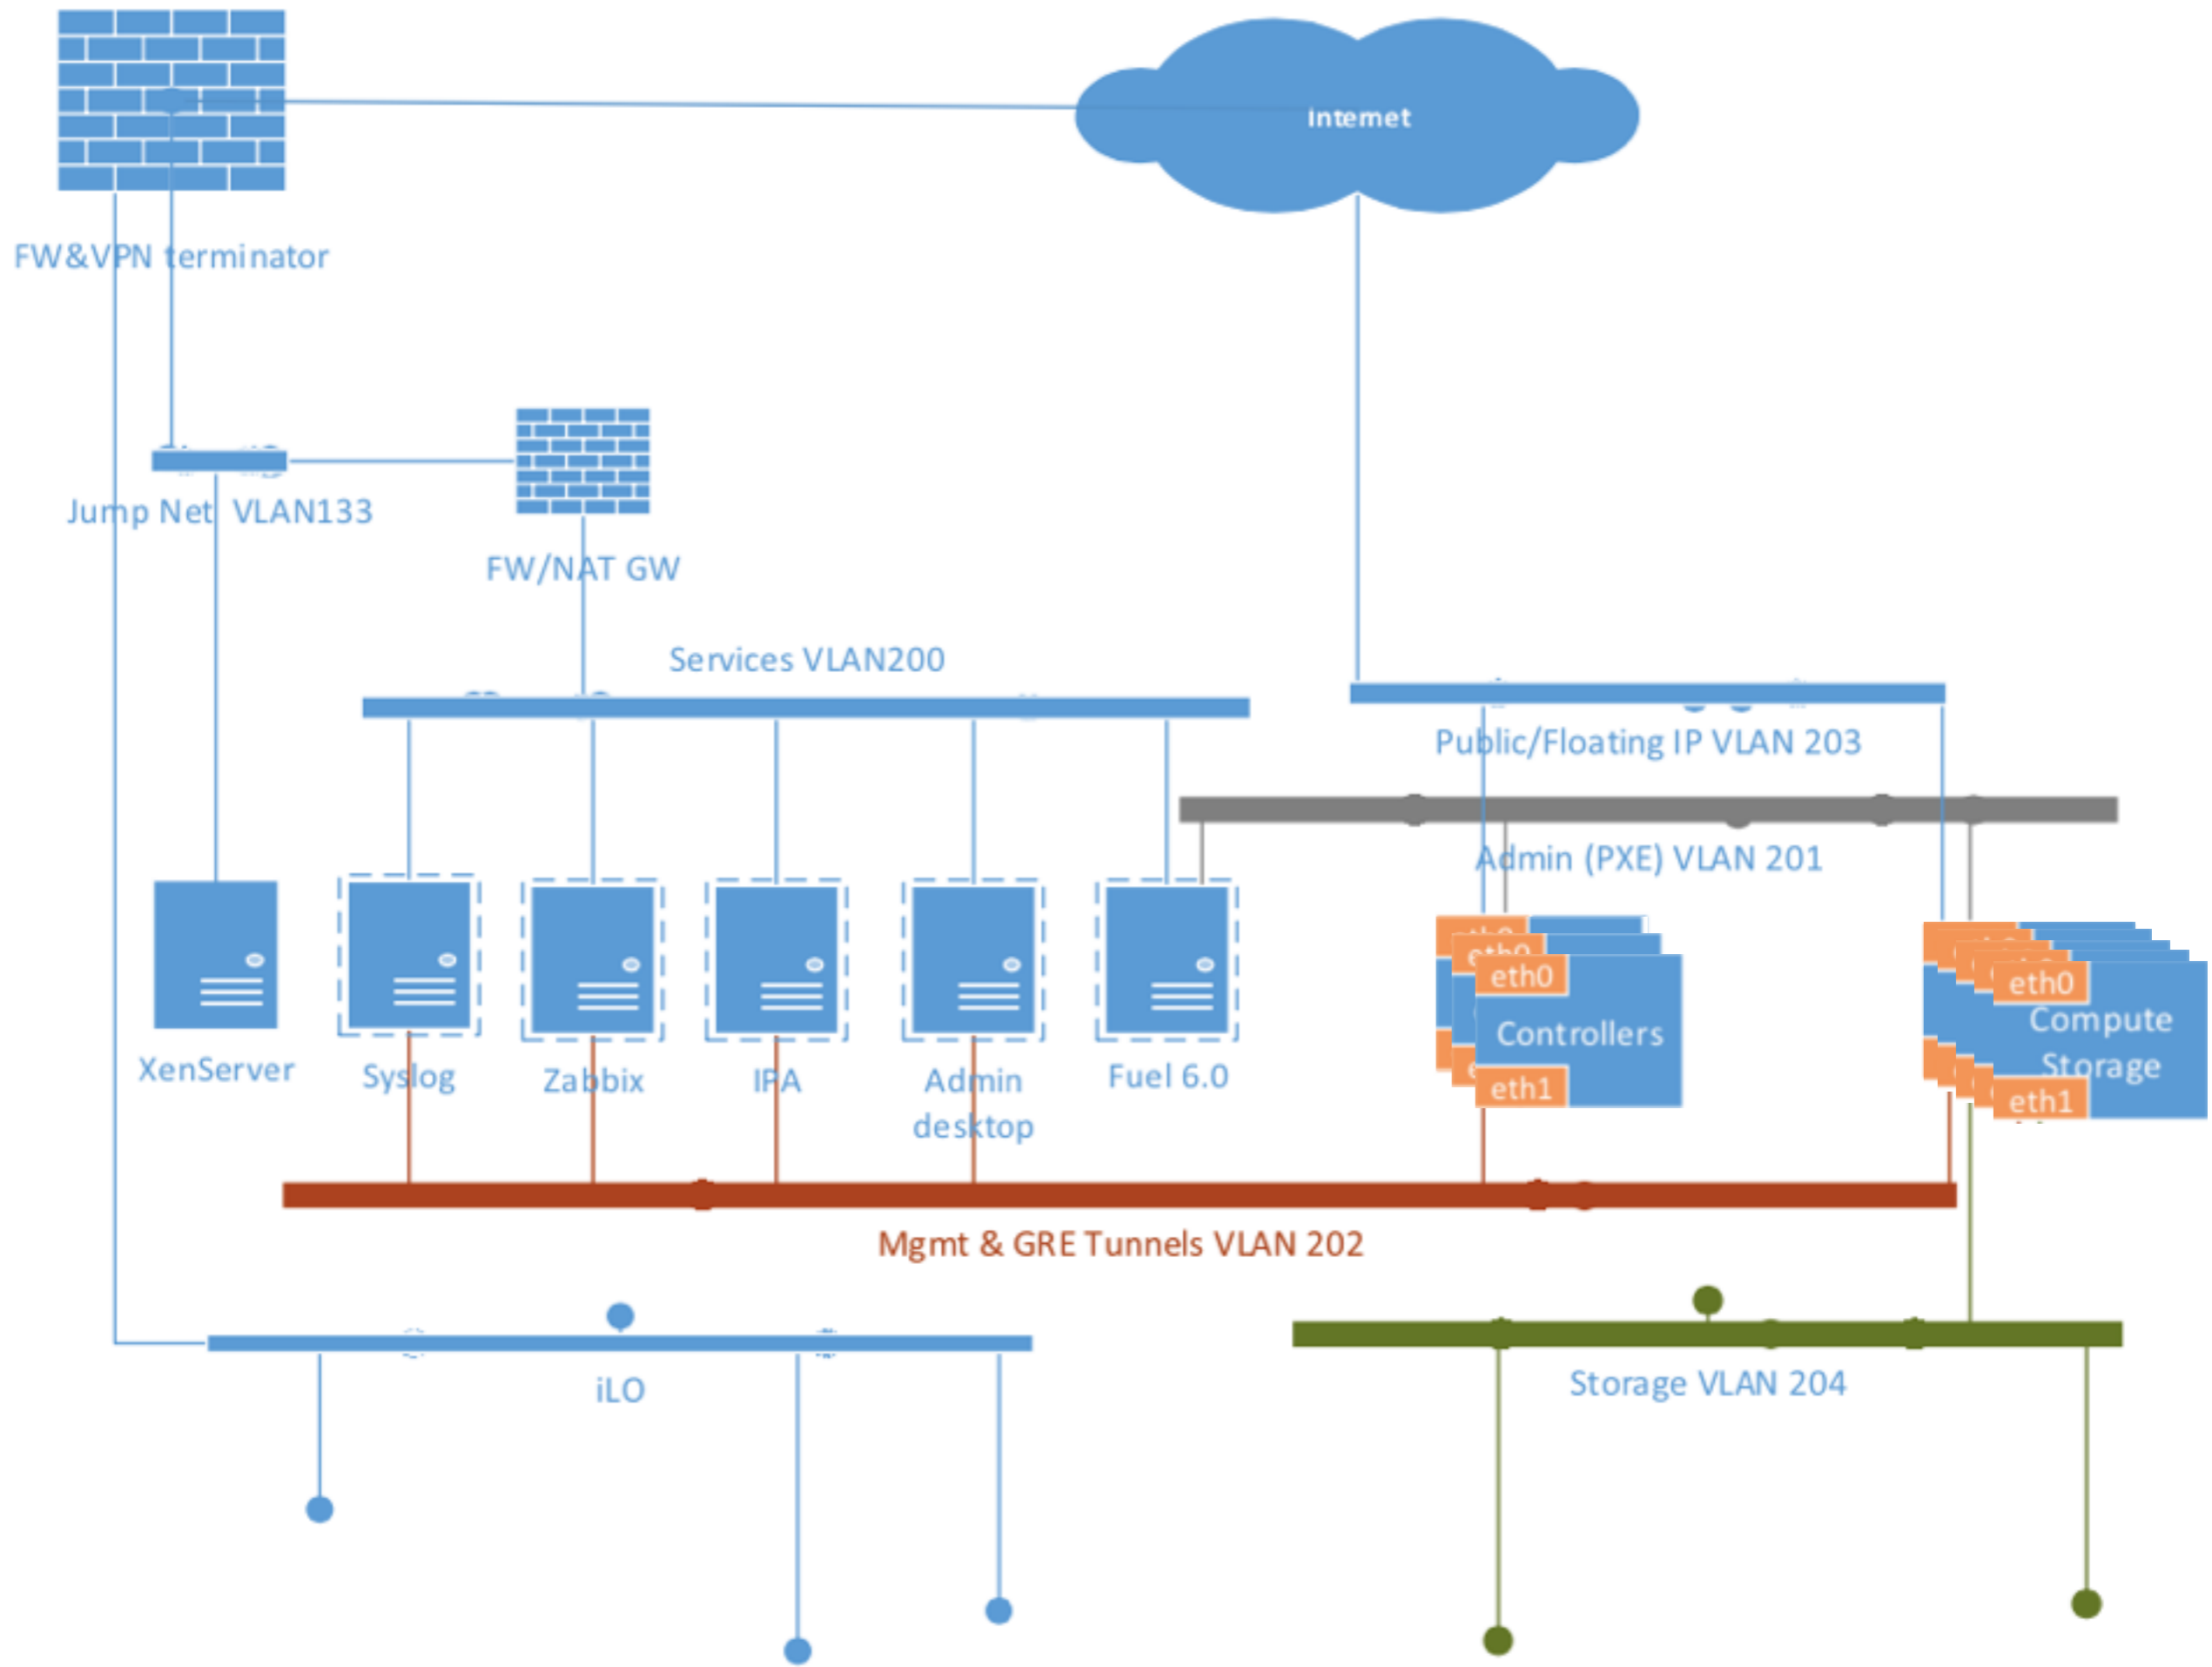 internet
FW&VPN terminator
Jump Net VLAN133
FW/NAT GW
Services VLAN200
Public/Floating IP VLAN 203
Admin (PXE) VLAN 201
eth0
eth0
Controllers
eth1
eth0
Compute
Storage
eth1
XenServer
Syslog
Zabbix
IPA
Admin
desktop
Fuel 6.0
Mgmt & GRE Tunnels VLAN 202
iLO
Storage VLAN 204